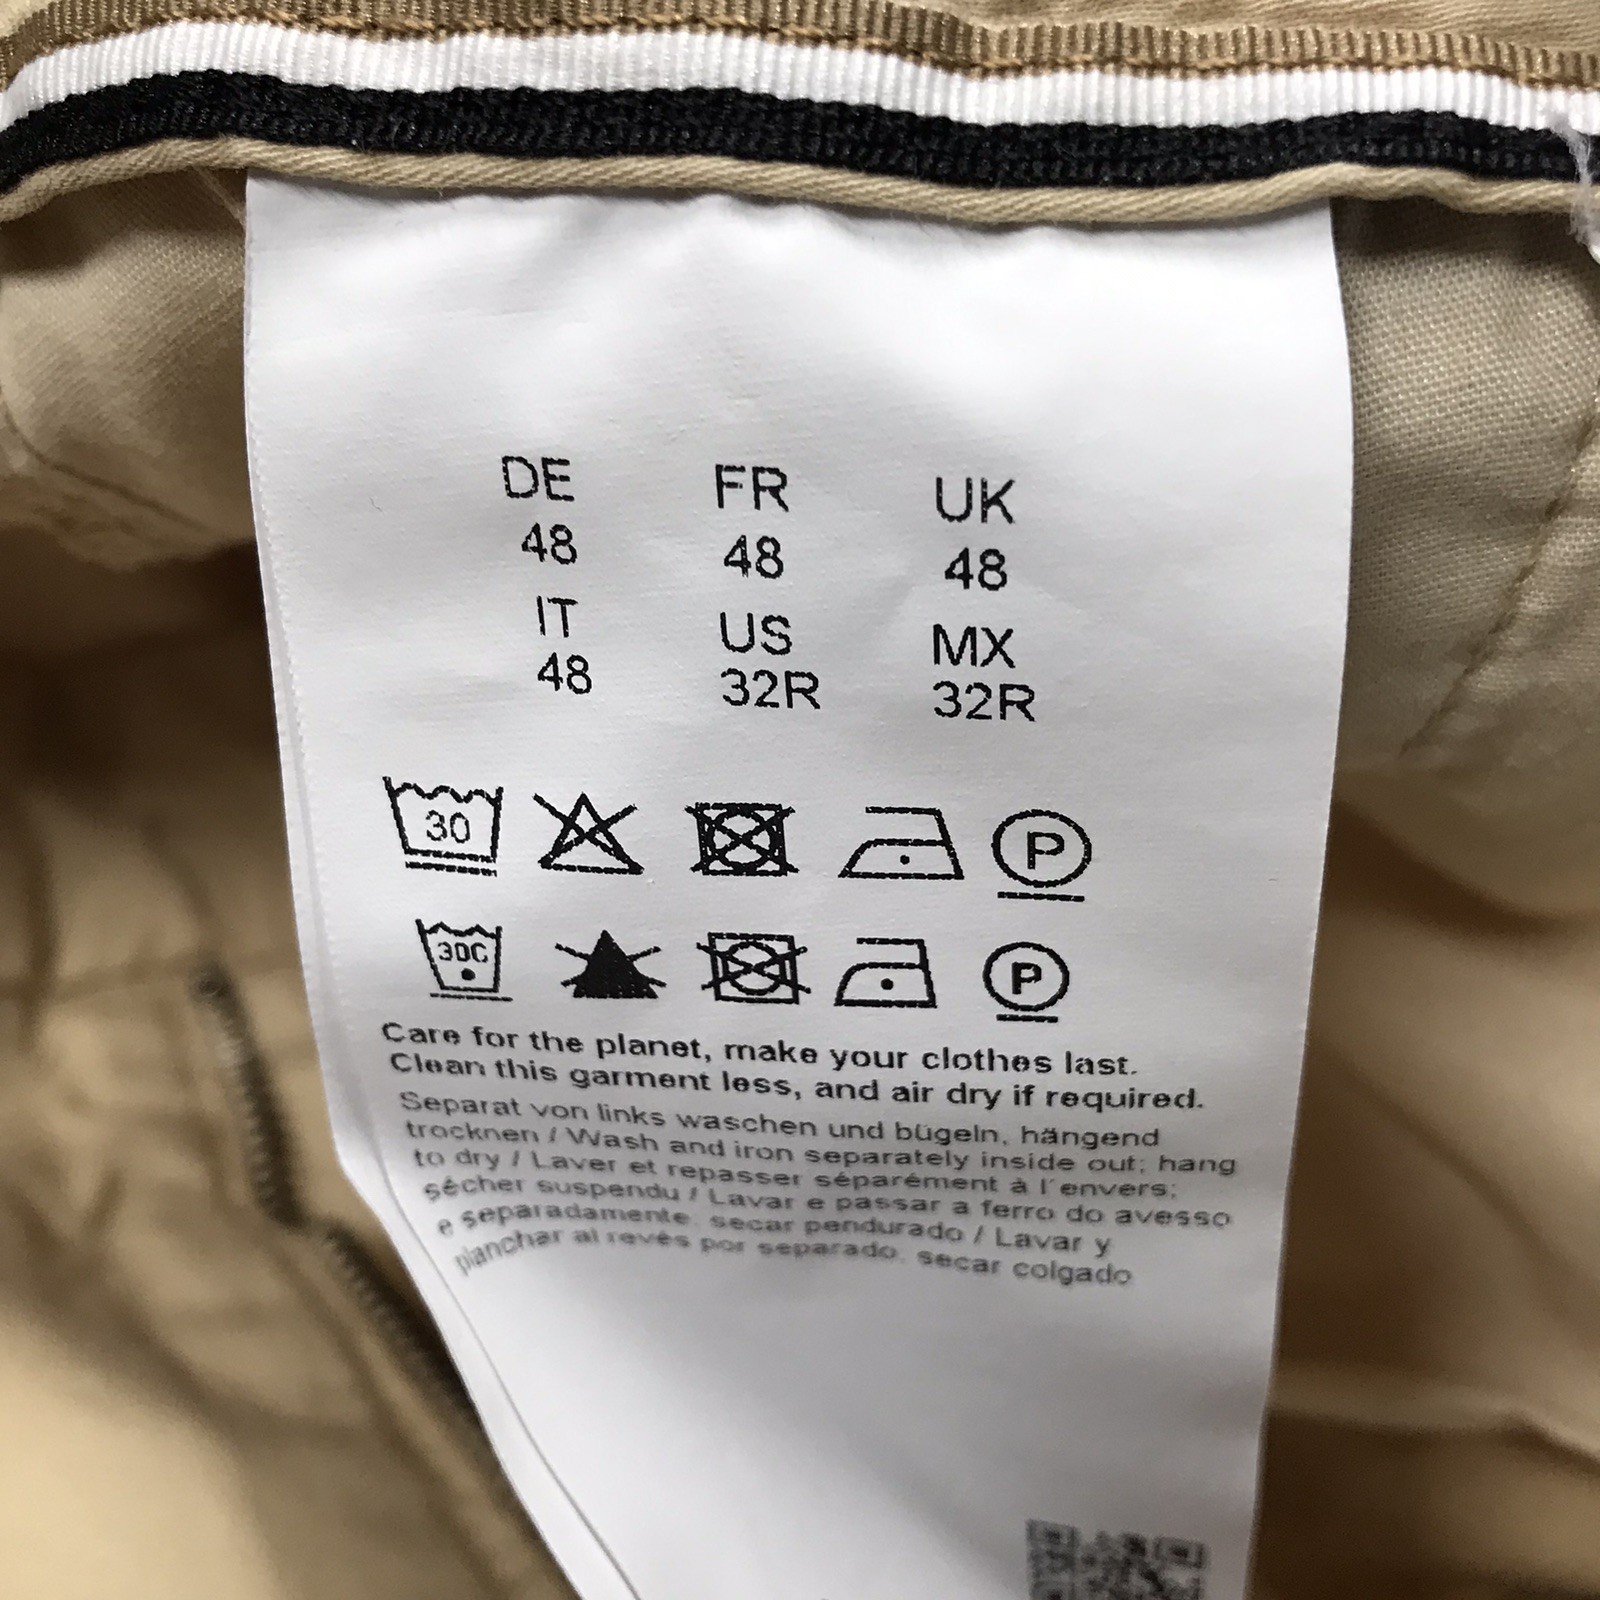 DE FR UK
48 48 48
IT US MX
48 32R 32R
30 P
30C P
Care for the planet, make your clothes last.
Clean this garment less, and air dry if required.
Separat von links waschen und bügeln, hängend
trocknen / Wash and iron separately inside out; hang
to dry / Laver et repasser séparément à l'envers;
sécher suspendu / Lavar e passar a ferro do avesso
e separadamente, secar pendurado / Lavar y
planchar al revés por separado, secar colgado